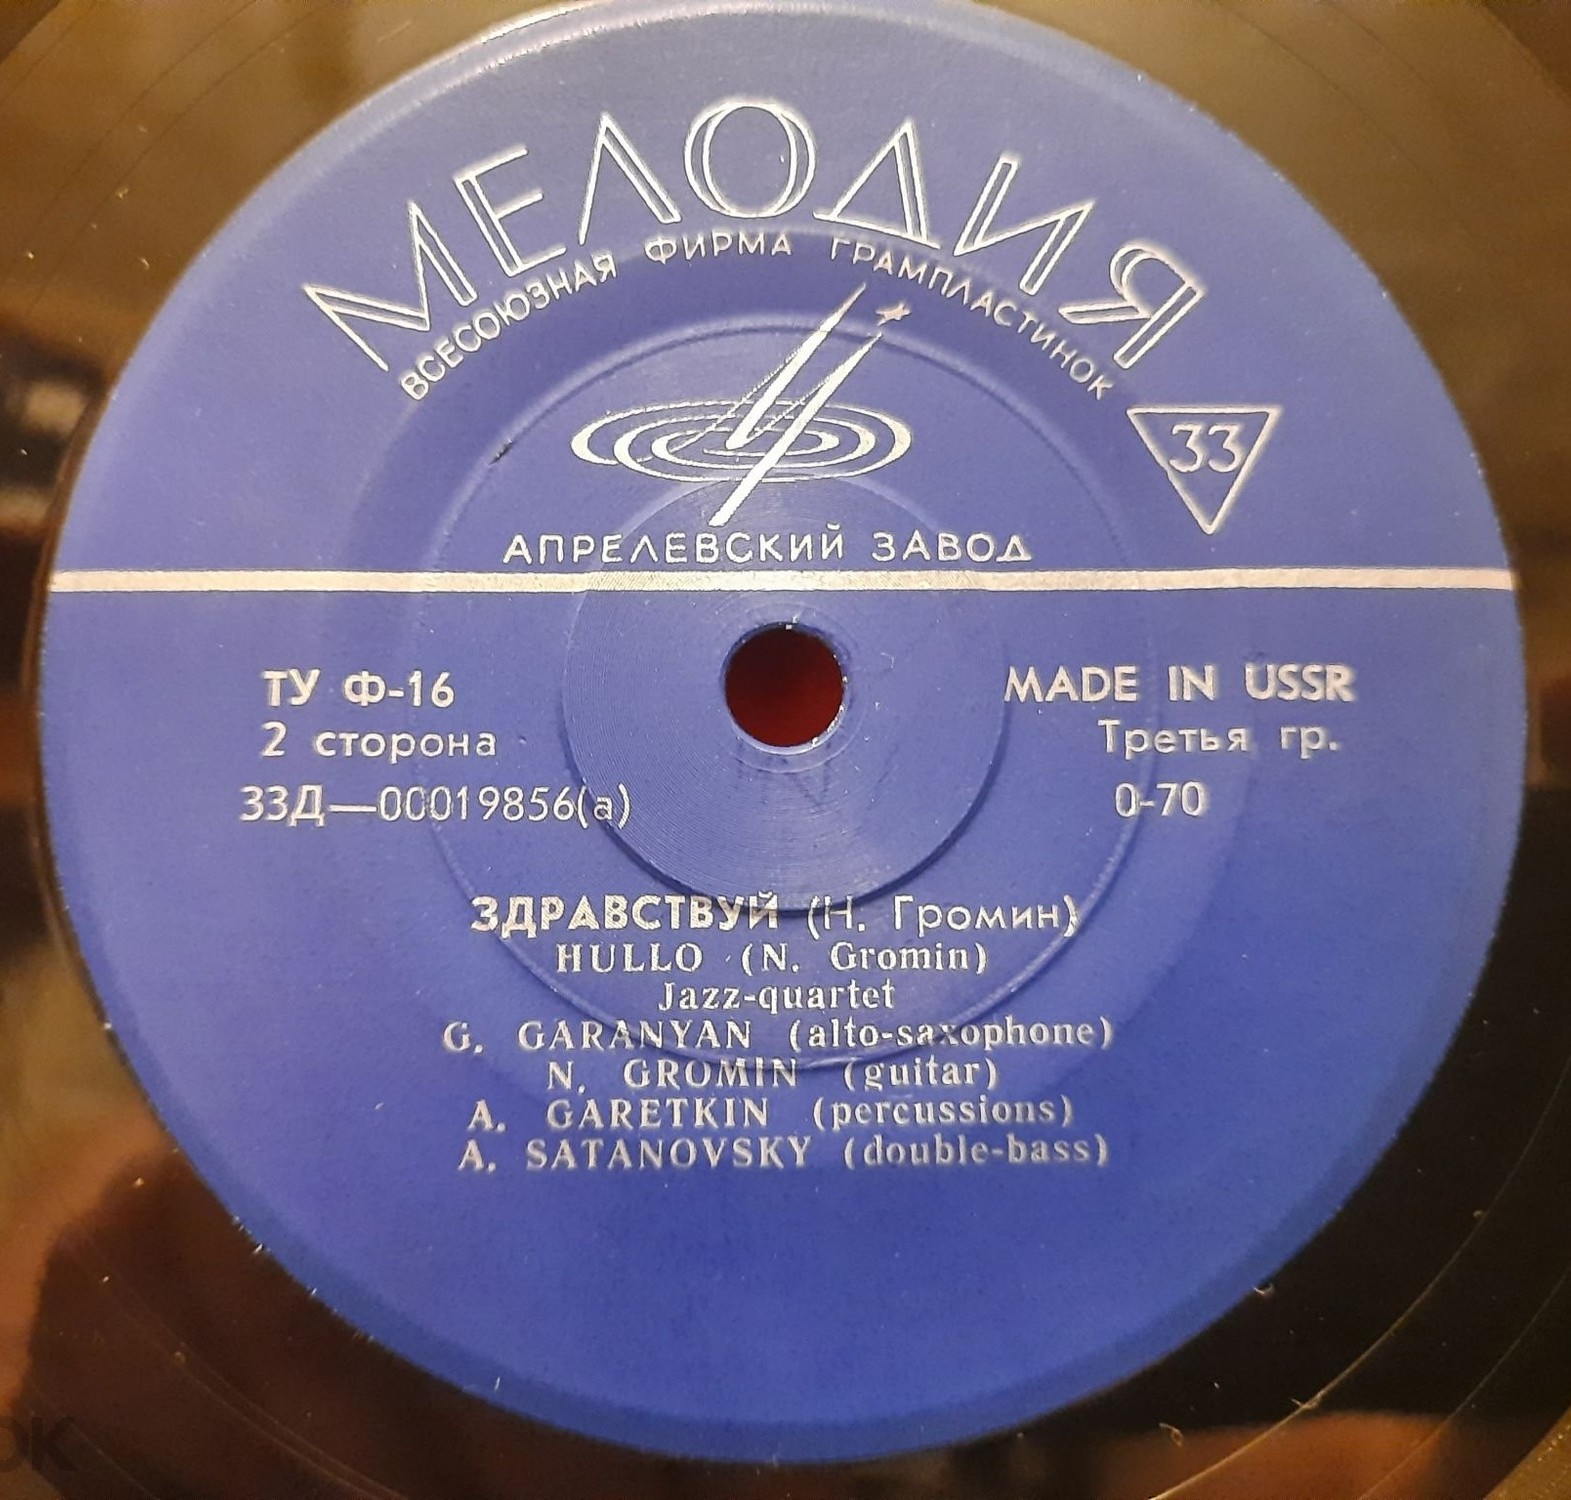 МЕЛОДИЯ
ВСЕСОЮЗНАЯ ФИРМА ГРАМПЛАСТИНОК
33
АПРЕЛЕВСКИЙ ЗАВОД
ТУ Ф-16
MADE IN USSR
2 сторона
Третья гр.
33Д—00019856(а)
0-70
ЗДРАВСТВУЙ (Н. Громин)
HULLO (N. Gromin)
Jazz-quartet
G. GARANYAN (alto-saxophone)
N. GROMIN (guitar)
A. GARETKIN (percussions)
A. SATANOVSKY (double-bass)